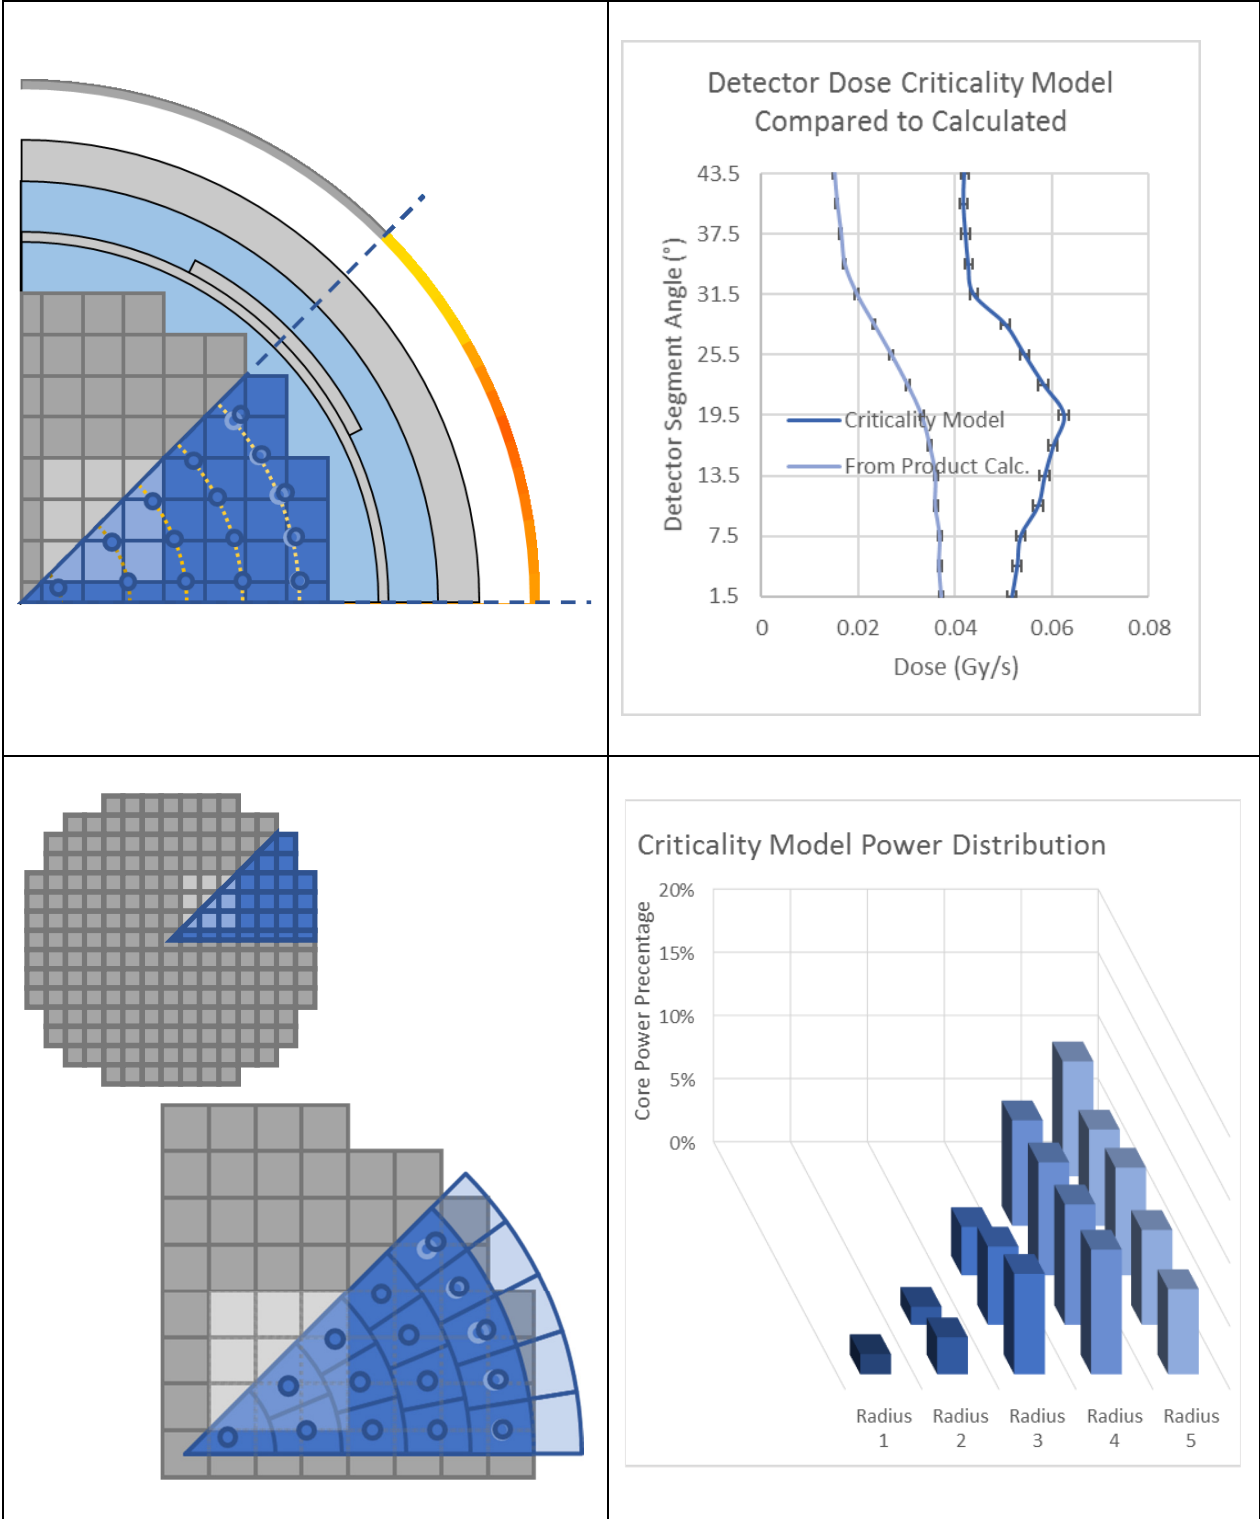 Detector Dose Criticality Model
Compared to Calculated
Detector Segment Angle (°)
43.5
37.5
31.5
25.5
19.5
13.5
7.5
1.5
Criticality Model
From Product Calc.
0 0.02 0.04 0.06 0.08
Dose (Gy/s)
Criticality Model Power Distribution
Core Power Precentage
20%
15%
10%
5%
0%
Radius Radius Radius Radius Radius
1 2 3 4 5